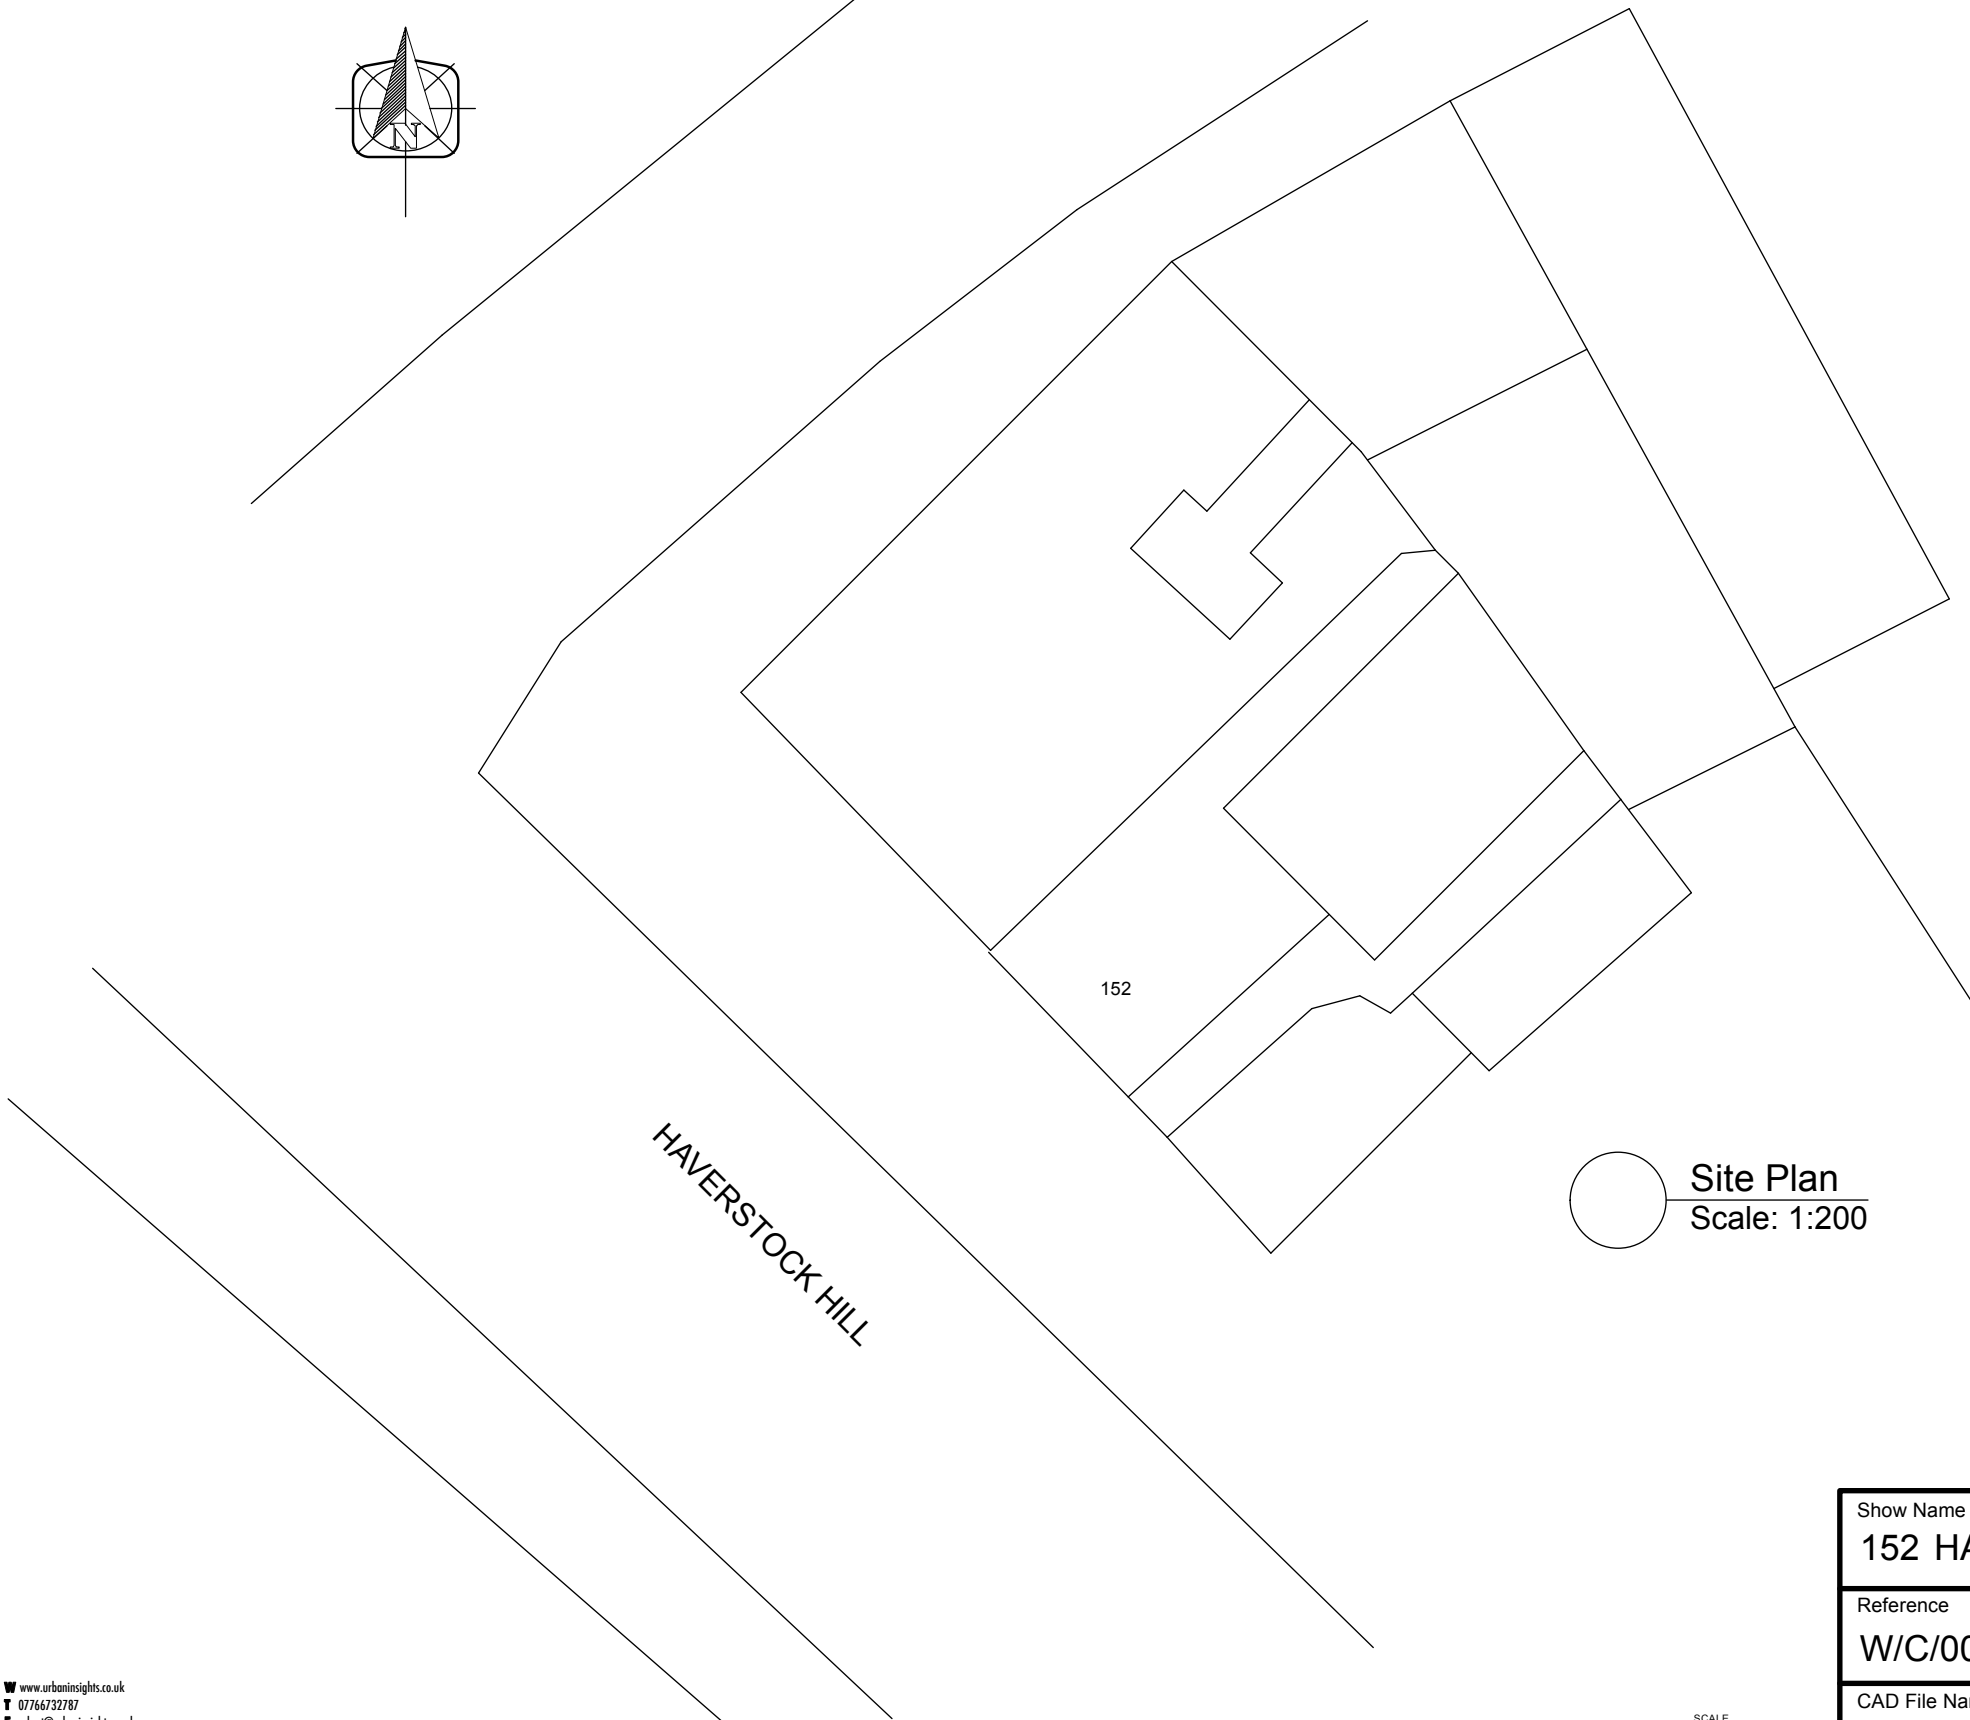 N
152
HAVERSTOCK HILL
Site Plan
Scale: 1:200
Show Name
152 HA
Reference
W/C/00
CAD File Na
W www.urbaninsights.co.uk
T 07766732787
SCALE